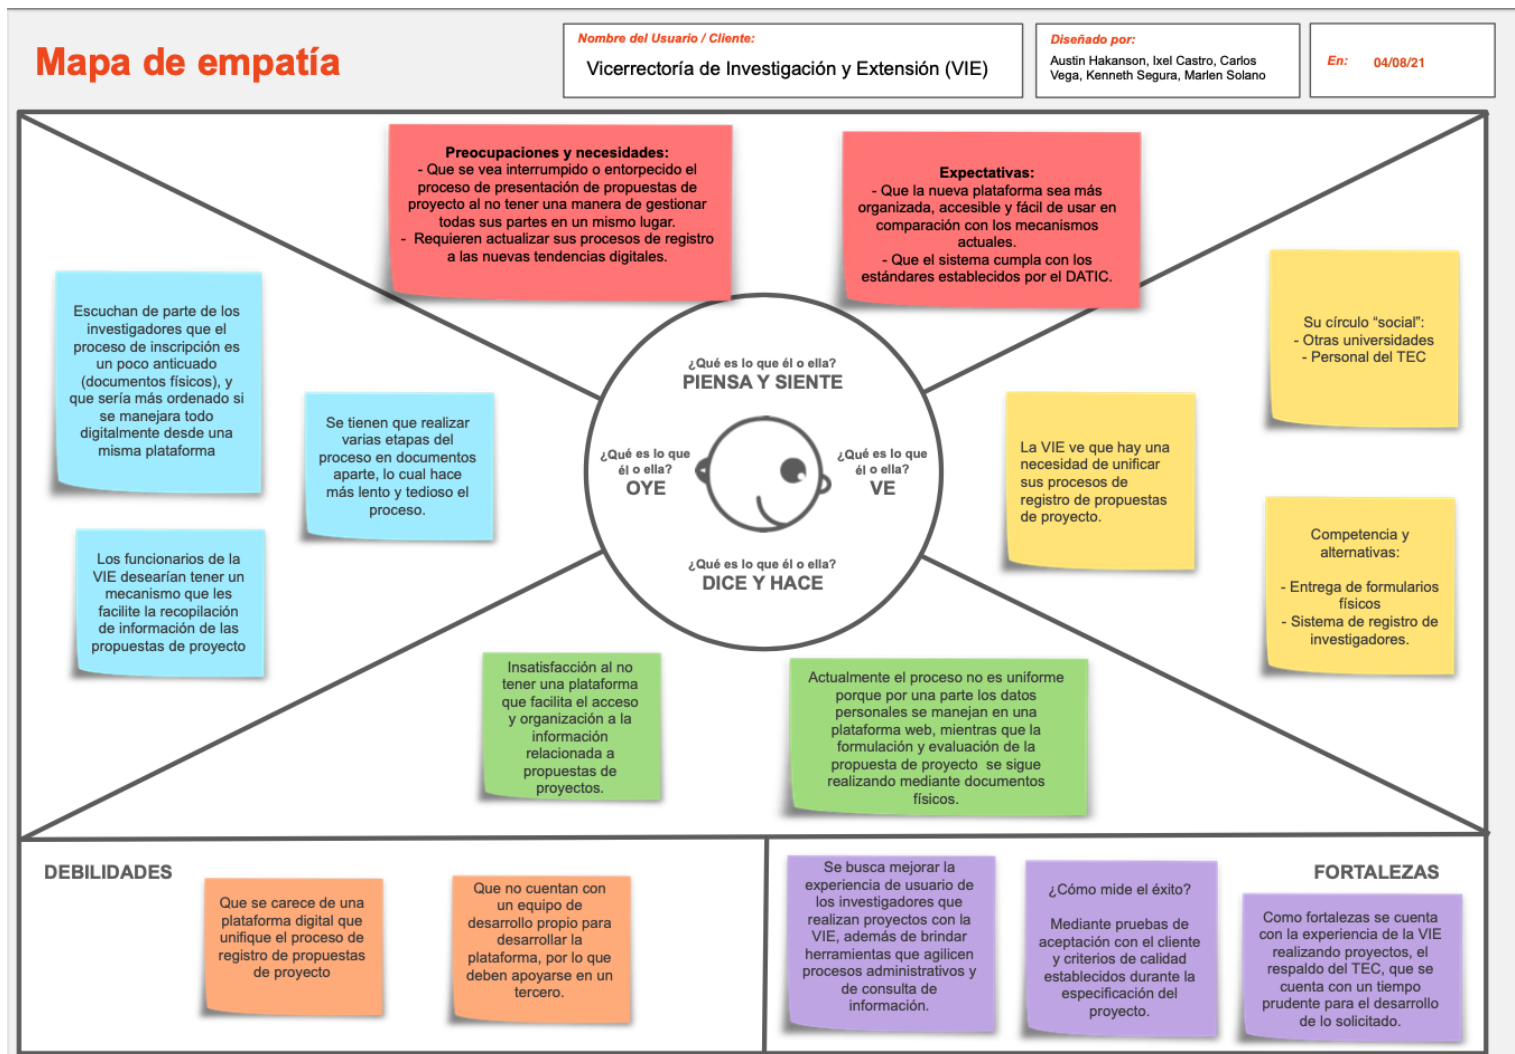 Mapa de empatía
Nombre del Usuario / Cliente:
Vicerrectoría de Investigación y Extensión (VIE)
Diseñado por:
Austin Hakanson, Ixel Castro, Carlos
Vega, Kenneth Segura, Marlen Solano
En: 04/08/21
Preocupaciones y necesidades:
- Que se vea interrumpido o entorpecido el
proceso de presentación de propuestas de
proyecto al no tener una manera de gestionar
todas sus partes en un mismo lugar.
- Requieren actualizar sus procesos de registro
a las nuevas tendencias digitales.
Expectativas:
- Que la nueva plataforma sea más
organizada, accesible y fácil de usar en
comparación con los mecanismos
actuales.
- Que el sistema cumpla con los
estándares establecidos por el DATIC.
Escuchan de parte de los
investigadores que el
proceso de inscripción es
un poco anticuado
(documentos físicos), y
que sería más ordenado si
se manejara todo
digitalmente desde una
misma plataforma
Se tienen que realizar
varias etapas del
proceso en documentos
aparte, lo cual hace
más lento y tedioso el
proceso.
Los funcionarios de la
VIE desearían tener un
mecanismo que les
facilite la recopilación
de información de las
propuestas de proyecto
¿Qué es lo que él o ella?
PIENSA Y SIENTE
¿Qué es lo que
él o ella?
OYE
¿Qué es lo que
él o ella?
VE
¿Qué es lo que él o ella?
DICE Y HACE
Su círculo “social”:
- Otras universidades
- Personal del TEC
La VIE ve que hay una
necesidad de unificar
sus procesos de
registro de propuestas
de proyecto.
Competencia y
alternativas:
- Entrega de formularios
físicos
- Sistema de registro de
investigadores.
Insatisfacción al no
tener una plataforma
que facilita el acceso
y organización a la
información
relacionada a
propuestas de
proyectos.
Actualmente el proceso no es uniforme
porque por una parte los datos
personales se manejan en una
plataforma web, mientras que la
formulación y evaluación de la
propuesta de proyecto se sigue
realizando mediante documentos
físicos.
DEBILIDADES
Que se carece de una
plataforma digital que
unifique el proceso de
registro de propuestas
de proyecto
Que no cuentan con
un equipo de
desarrollo propio para
desarrollar la
plataforma, por lo que
deben apoyarse en un
tercero.
FORTALEZAS
Se busca mejorar la
experiencia de usuario de
los investigadores que
realizan proyectos con la
VIE, además de brindar
herramientas que agilicen
procesos administrativos y
de consulta de
información.
¿Cómo mide el éxito?
Mediante pruebas de
aceptación con el cliente
y criterios de calidad
establecidos durante la
especificación del
proyecto.
Como fortalezas se cuenta
con la experiencia de la VIE
realizando proyectos, el
respaldo del TEC, que se
cuenta con un tiempo
prudente para el desarrollo
de lo solicitado.